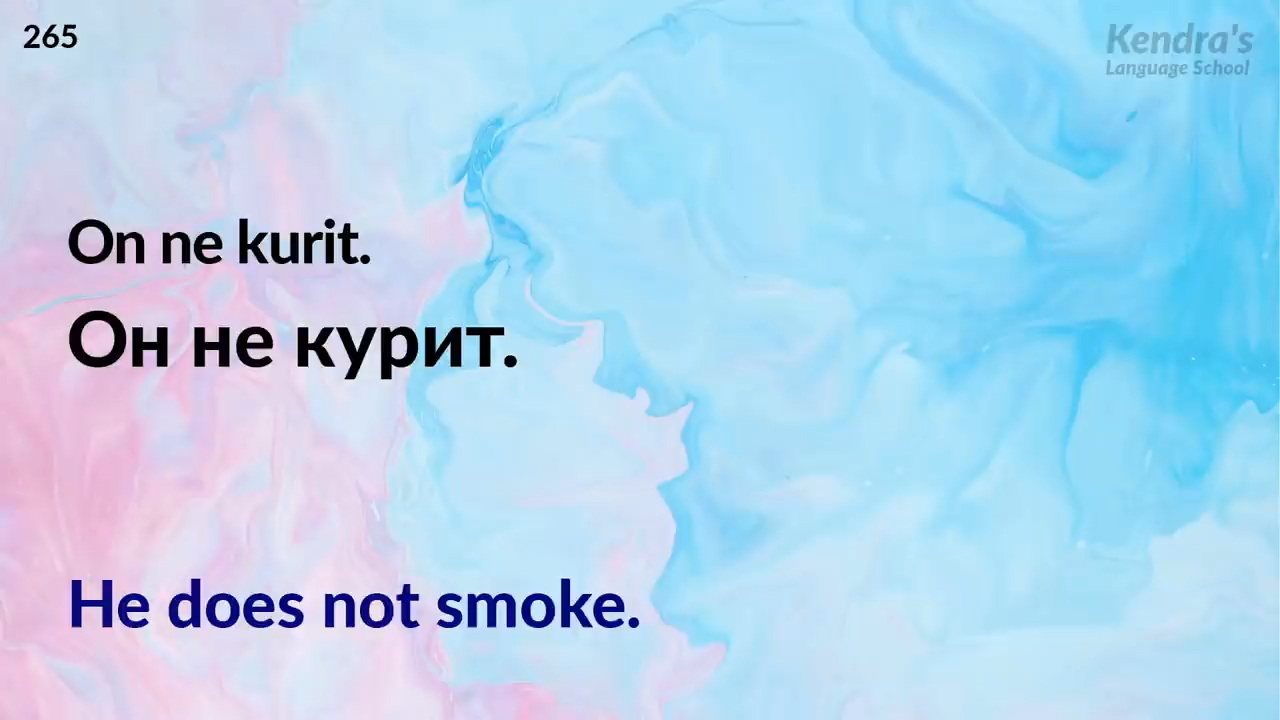 265
Kendra's
Language School
On ne kurit.
Он не курит.
He does not smoke.